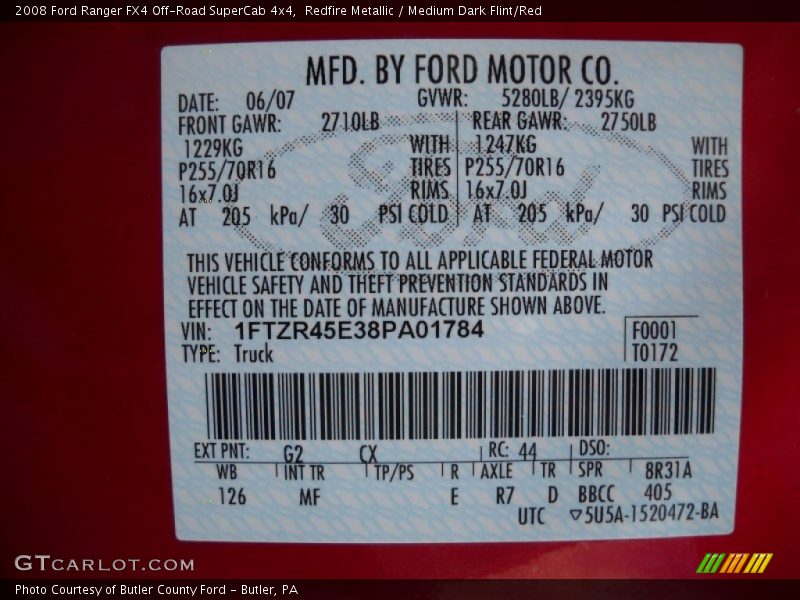 2008 Ford Ranger FX4 Off-Road SuperCab 4x4,  Redfire Metallic / Medium Dark Flint/Red
MFD. BY FORD MOTOR CO.
DATE: 06/07 GVWR: 5280LB/ 2395KG
FRONT GAWR: 2710LB REAR GAWR: 2750LB
1229KG WITH 1247KG WITH
P255/70R16 TIRES P255/70R16 TIRES
16x7.0J RIMS 16x7.0J RIMS
AT 205 kPa/ 30 PSI COLD AT 205 kPa/ 30 PSI COLD
Ford
THIS VEHICLE CONFORMS TO ALL APPLICABLE FEDERAL MOTOR
VEHICLE SAFETY AND THEFT PREVENTION STANDARDS IN
EFFECT ON THE DATE OF MANUFACTURE SHOWN ABOVE.
VIN: 1FTZR45E38PA01784 F0001
TYPE: Truck T0172
EXT PNT: G2 CX RC: 44 DSO:
WB INT TR TP/PS R AXLE TR SPR 8R31A
126 MF E R7 D BBCC 405
UTC ▽5U5A-1520472-BA
GTCARLOT.COM
Photo Courtesy of Butler County Ford - Butler, PA